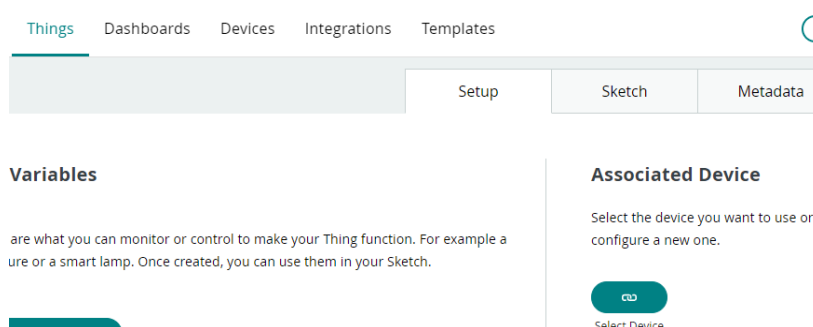 Things Dashboards Devices Integrations Templates
Setup Sketch Metadata
Variables
are what you can monitor or control to make your Thing function. For example a
ure or a smart lamp. Once created, you can use them in your Sketch.
Associated Device
Select the device you want to use or
configure a new one.
Select Device